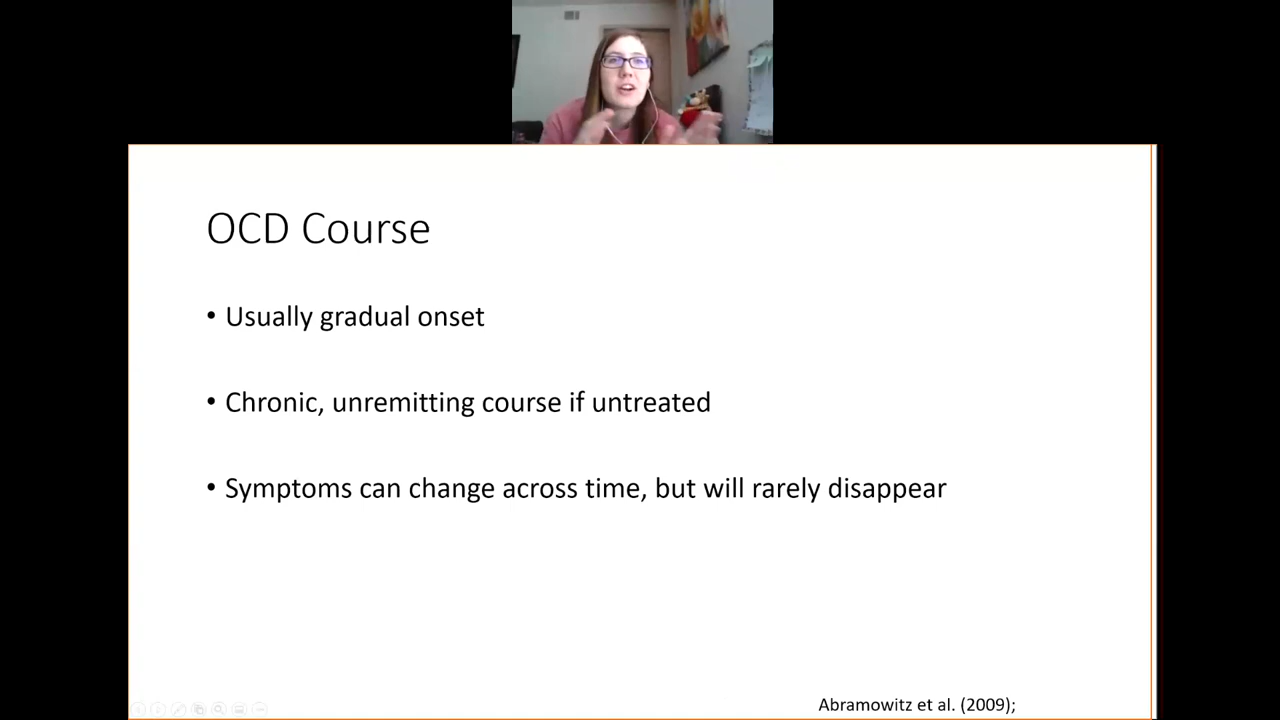 OCD Course
• Usually gradual onset
• Chronic, unremitting course if untreated
• Symptoms can change across time, but will rarely disappear
Abramowitz et al. (2009);